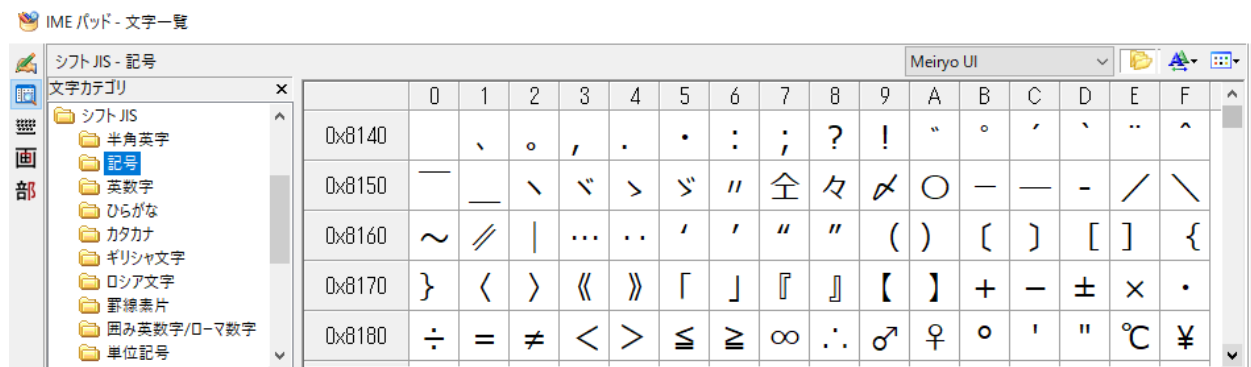 IME パッド - 文字一覧
シフト JIS - 記号
Meiryo UI
文字カテゴリ
シフト JIS
半角英字
記号
英数字
ひらがな
カタカナ
ギリシャ文字
ロシア文字
罫線素片
囲み英数字/ローマ数字
単位記号
画
部
0 1 2 3 4 5 6 7 8 9 A B C D E F
0x8140 、 。 , . ・ : ; ? ! ゛ ゜ ´ ` ¨ ^
0x8150 ‾ _ ヽ ヾ ゝ ゞ 〃 仝 々 〆 〇 ー ― ‐ / \
0x8160 ~ ∥ | … ‥ ‘ ’ “ ” ( ) 〔 〕 [ ] {
0x8170 } 〈 〉 《 》 「 」 『 』 【 】 + − ± × ・
0x8180 ÷ = ≠ < > ≦ ≧ ∞ ∴ ♂ ♀ ° ′ ″ ℃ ¥